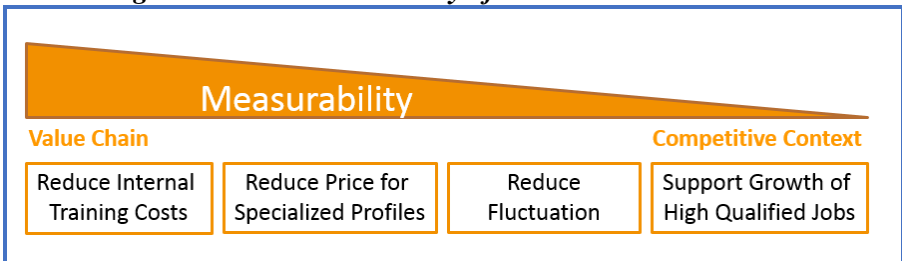 Measurability
Value Chain
Competitive Context
Reduce Internal
Training Costs
Reduce Price for
Specialized Profiles
Reduce
Fluctuation
Support Growth of
High Qualified Jobs